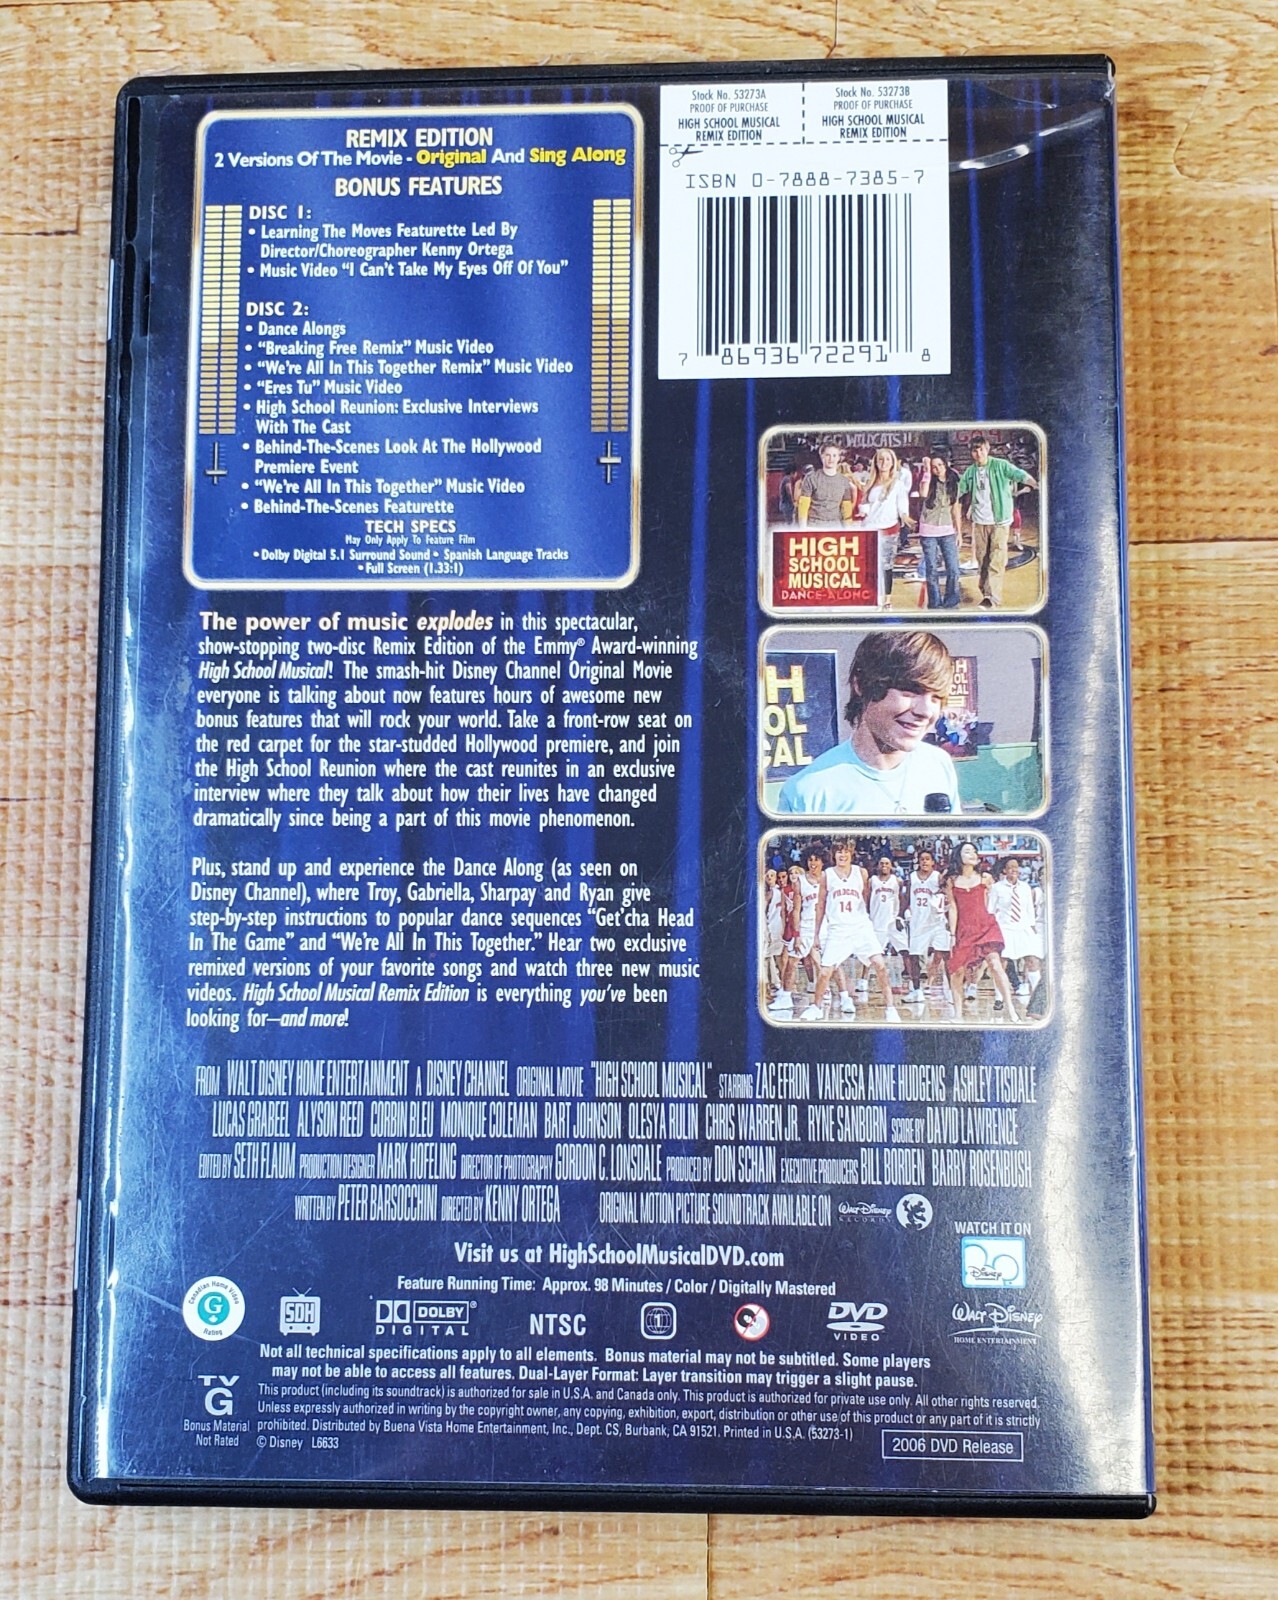 REMIX EDITION
2 Versions Of The Movie - Original And Sing Along
BONUS FEATURES
DISC 1:
• Learning The Moves Featurette Led By
Director/Choreographer Kenny Ortega
• Music Video "I Can't Take My Eyes Off Of You"
DISC 2:
• Dance Alongs
• "Breaking Free Remix" Music Video
• "We're All In This Together Remix" Music Video
• "Eres Tu" Music Video
• High School Reunion: Exclusive Interviews
With The Cast
• Behind-The-Scenes Look At The Hollywood
Premiere Event
• "We're All In This Together" Music Video
• Behind-The-Scenes Featurette
TECH SPECS
May Only Apply To Feature Film
• Dolby Digital 5.1 Surround Sound • Spanish Language Tracks
• Full Screen (1.33:1)
Stock No. 53273A
PROOF OF PURCHASE
HIGH SCHOOL MUSICAL
REMIX EDITION
Stock No. 53273B
PROOF OF PURCHASE
HIGH SCHOOL MUSICAL
REMIX EDITION
ISBN 0-7888-7385-7
7 86936 72291 8
GO WILDCATS!!
HIGH
SCHOOL
MUSICAL
DANCE-ALONG
H
OL
CAL
H
OL
CAL
WILDCATS
14
3
32
The power of music explodes in this spectacular,
show-stopping two-disc Remix Edition of the Emmy® Award-winning
High School Musical! The smash-hit Disney Channel Original Movie
everyone is talking about now features hours of awesome new
bonus features that will rock your world. Take a front-row seat on
the red carpet for the star-studded Hollywood premiere, and join
the High School Reunion where the cast reunites in an exclusive
interview where they talk about how their lives have changed
dramatically since being a part of this movie phenomenon.
Plus, stand up and experience the Dance Along (as seen on
Disney Channel), where Troy, Gabriella, Sharpay and Ryan give
step-by-step instructions to popular dance sequences "Get'cha Head
In The Game" and "We're All In This Together." Hear two exclusive
remixed versions of your favorite songs and watch three new music
videos. High School Musical Remix Edition is everything you've been
looking for—and more!
FROM WALT DISNEY HOME ENTERTAINMENT A DISNEY CHANNEL ORIGINAL MOVIE "HIGH SCHOOL MUSICAL" STARRING ZAC EFRON VANESSA ANNE HUDGENS ASHLEY TISDALE
LUCAS GRABEEL ALYSON REED CORBIN BLEU MONIQUE COLEMAN BART JOHNSON OLESYA RULIN CHRIS WARREN JR. RYNE SANBORN SCORE BY DAVID LAWRENCE
EDITED BY SETH FLAUM PRODUCTION DESIGNER MARK HOFELING DIRECTOR OF PHOTOGRAPHY GORDON C. LONSDALE PRODUCED BY DON SCHAIN EXECUTIVE PRODUCERS BILL BORDEN BARRY ROSENBUSH
WRITTEN BY PETER BARSOCCHINI DIRECTED BY KENNY ORTEGA ORIGINAL MOTION PICTURE SOUNDTRACK AVAILABLE ON Walt Disney RECORDS
Visit us at HighSchoolMusicalDVD.com
WATCH IT ON
Disney
Feature Running Time: Approx. 98 Minutes / Color / Digitally Mastered
Canadian Home Video
G
Rating
SDH
DOLBY®
DIGITAL
NTSC
1
DVD
VIDEO
WALT DISNEY
HOME ENTERTAINMENT
Not all technical specifications apply to all elements. Bonus material may not be subtitled. Some players
may not be able to access all features. Dual-Layer Format: Layer transition may trigger a slight pause.
TV
G
Bonus Material
Not Rated
This product (including its soundtrack) is authorized for sale in U.S.A. and Canada only. This product is authorized for private use only. All other rights reserved.
Unless expressly authorized in writing by the copyright owner, any copying, exhibition, export, distribution or other use of this product or any part of it is strictly
prohibited. Distributed by Buena Vista Home Entertainment, Inc., Dept. CS, Burbank, CA 91521. Printed in U.S.A. (53273-1)
© Disney L6633
2006 DVD Release